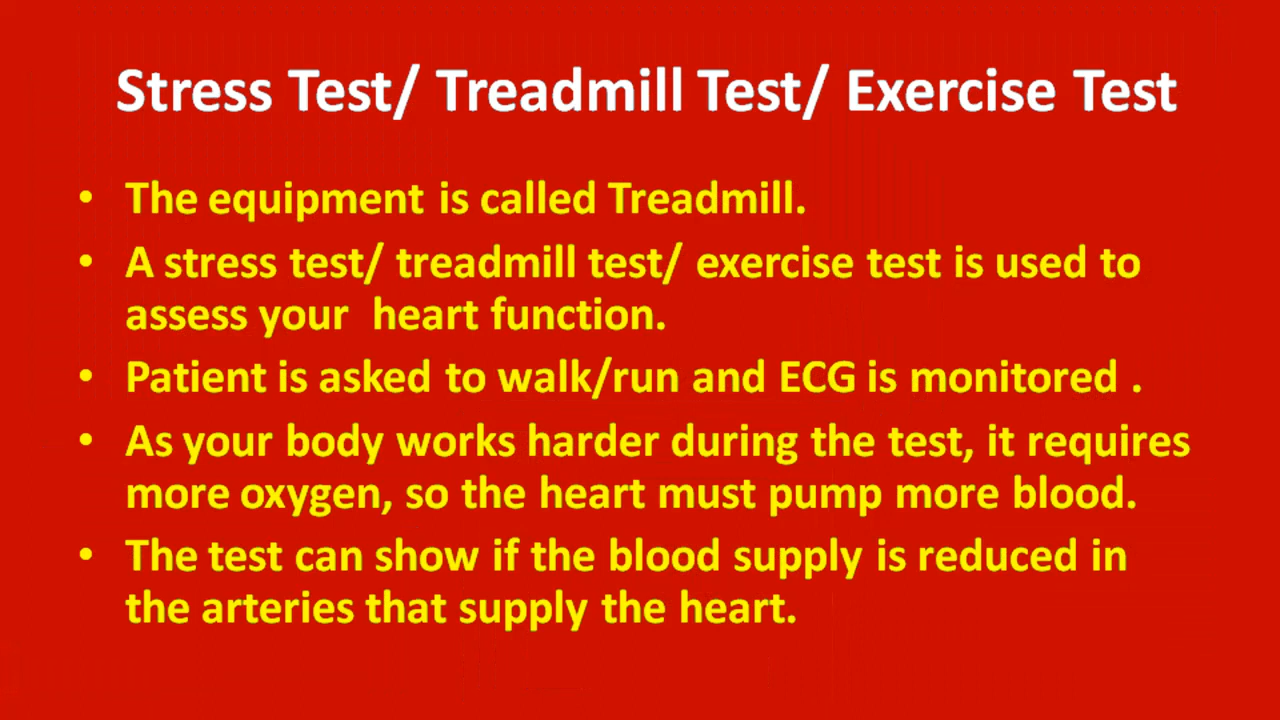 Stress Test/ Treadmill Test/ Exercise Test
• The equipment is called Treadmill.
• A stress test/ treadmill test/ exercise test is used to
assess your  heart function.
• Patient is asked to walk/run and ECG is monitored .
• As your body works harder during the test, it requires
more oxygen, so the heart must pump more blood.
• The test can show if the blood supply is reduced in
the arteries that supply the heart.